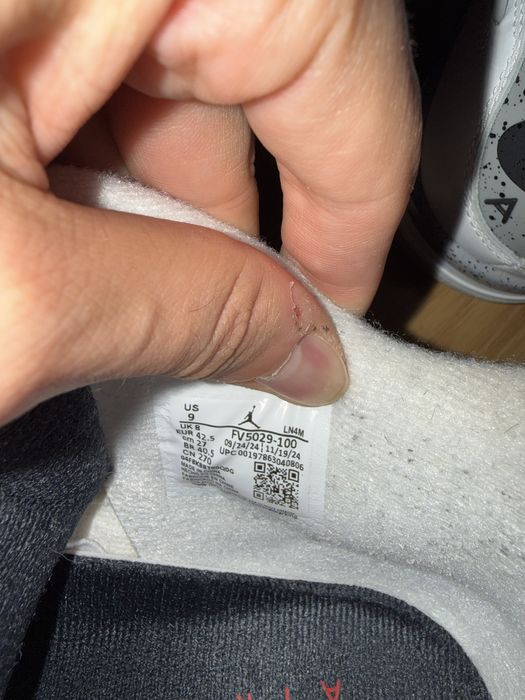 US
9
UK 8
EUR 42.5
cm 27
BR 40.5
CN 270
LN4M
FV5029-100
09/24/24 11/19/24
UPC 00197863040806
A I R
A